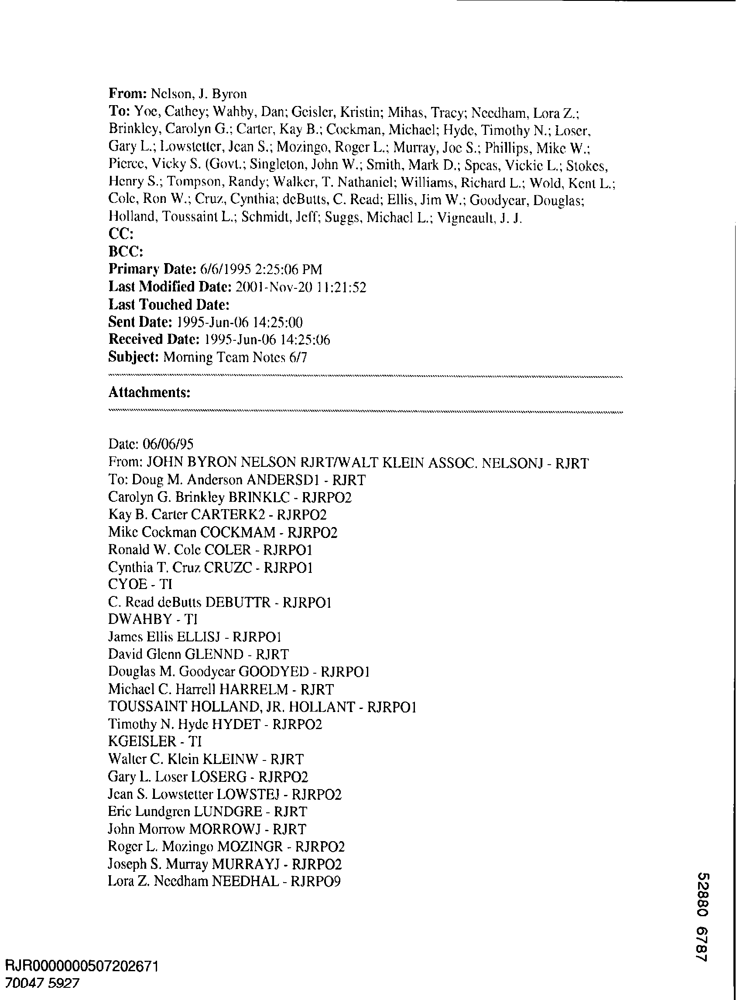 From: Nelson, J. Byron
To: Yoe, Cathey; Wahby, Dan; Geisler, Kristin; Mihas, Tracy; Needham, Lora Z.;
Brinkley, Carolyn G.; Carter, Kay B.; Cockman, Michael; Hyde, Timothy N.; Loser,
Gary L.; Lowstetter, Jean S.; Mozingo, Roger L.; Murray, Joe S.; Phillips, Mike W.;
Pierce, Vicky S. (Govt.; Singleton, John W.; Smith, Mark D.; Speas, Vickie L.; Stokes,
Henry S.; Tompson, Randy; Walker, T. Nathaniel; Williams, Richard L.; Wold, Kent L.;
Cole, Ron W.; Cruz, Cynthia; deButts, C. Read; Ellis, Jim W.; Goodyear, Douglas;
Holland, Toussaint L.; Schmidt, Jeff; Suggs, Michael L.; Vigneault, J. J.
CC:
BCC:
Primary Date: 6/6/1995 2:25:06 PM
Last Modified Date: 2001-Nov-20 11:21:52
Last Touched Date:
Sent Date: 1995-Jun-06 14:25:00
Received Date: 1995-Jun-06 14:25:06
Subject: Morning Team Notes 6/7
Attachments:
Date: 06/06/95
From: JOHN BYRON NELSON RJRT/WALT KLEIN ASSOC. NELSONJ - RJRT
To: Doug M. Anderson ANDERSD1 - RJRT
Carolyn G. Brinkley BRINKLC - RJRPO2
Kay B. Carter CARTERK2 - RJRPO2
Mike Cockman COCKMAM - RJRPO2
Ronald W. Cole COLER - RJRPO1
Cynthia T. Cruz CRUZC - RJRPO1
CYOE - TI
C. Read deButts DEBUTTR - RJRPO1
DWAHBY - TI
James Ellis ELLISJ - RJRPO1
David Glenn GLENND - RJRT
Douglas M. Goodyear GOODYED - RJRPO1
Michael C. Harrell HARRELM - RJRT
TOUSSAINT HOLLAND, JR. HOLLANT - RJRPO1
Timothy N. Hyde HYDET - RJRPO2
KGEISLER - TI
Walter C. Klein KLEINW - RJRT
Gary L. Loser LOSERG - RJRPO2
Jean S. Lowstetter LOWSTEJ - RJRPO2
Eric Lundgren LUNDGRE - RJRT
John Morrow MORROWJ - RJRT
Roger L. Mozingo MOZINGR - RJRPO2
Joseph S. Murray MURRAYJ - RJRPO2
Lora Z. Needham NEEDHAL - RJRPO9
52880 6787
RJR0000000507202671
70047 5927